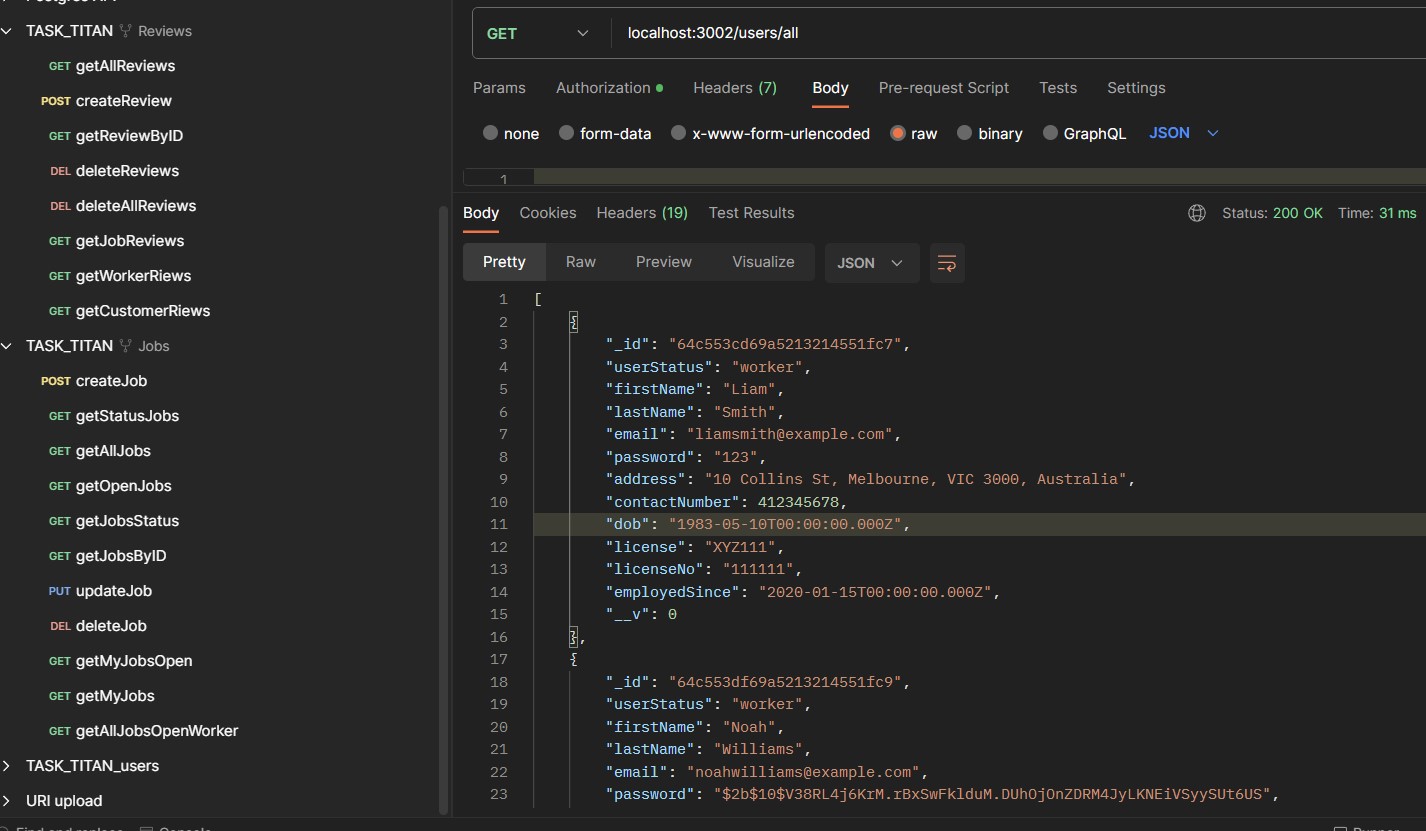 TASK_TITAN Reviews
GET getAllReviews
POST createReview
GET getReviewByID
DEL deleteReviews
DEL deleteAllReviews
GET getJobReviews
GET getWorkerRiews
GET getCustomerRiews
TASK_TITAN Jobs
POST createJob
GET getStatusJobs
GET getAllJobs
GET getOpenJobs
GET getJobsStatus
GET getJobsByID
PUT updateJob
DEL deleteJob
GET getMyJobsOpen
GET getMyJobs
GET getAllJobsOpenWorker
TASK_TITAN_users
URI upload
GET localhost:3002/users/all
Params Authorization Headers (7) Body Pre-request Script Tests Settings
none form-data x-www-form-urlencoded raw binary GraphQL JSON
1
Body Cookies Headers (19) Test Results Status: 200 OK Time: 31 ms
Pretty Raw Preview Visualize JSON
1 [
2 {
3 "_id": "64c553cd69a5213214551fc7",
4 "userStatus": "worker",
5 "firstName": "Liam",
6 "lastName": "Smith",
7 "email": "liamsmith@example.com",
8 "password": "123",
9 "address": "10 Collins St, Melbourne, VIC 3000, Australia",
10 "contactNumber": 412345678,
11 "dob": "1983-05-10T00:00:00.000Z",
12 "license": "XYZ111",
13 "licenseNo": "111111",
14 "employedSince": "2020-01-15T00:00:00.000Z",
15 "__v": 0
16 },
17 {
18 "_id": "64c553df69a5213214551fc9",
19 "userStatus": "worker",
20 "firstName": "Noah",
21 "lastName": "Williams",
22 "email": "noahwilliams@example.com",
23 "password": "$2b$10$V38RL4j6KrM.rBxSwFklduM.DUhOjOnZDRM4JyLKNEiVSyySUt6US",